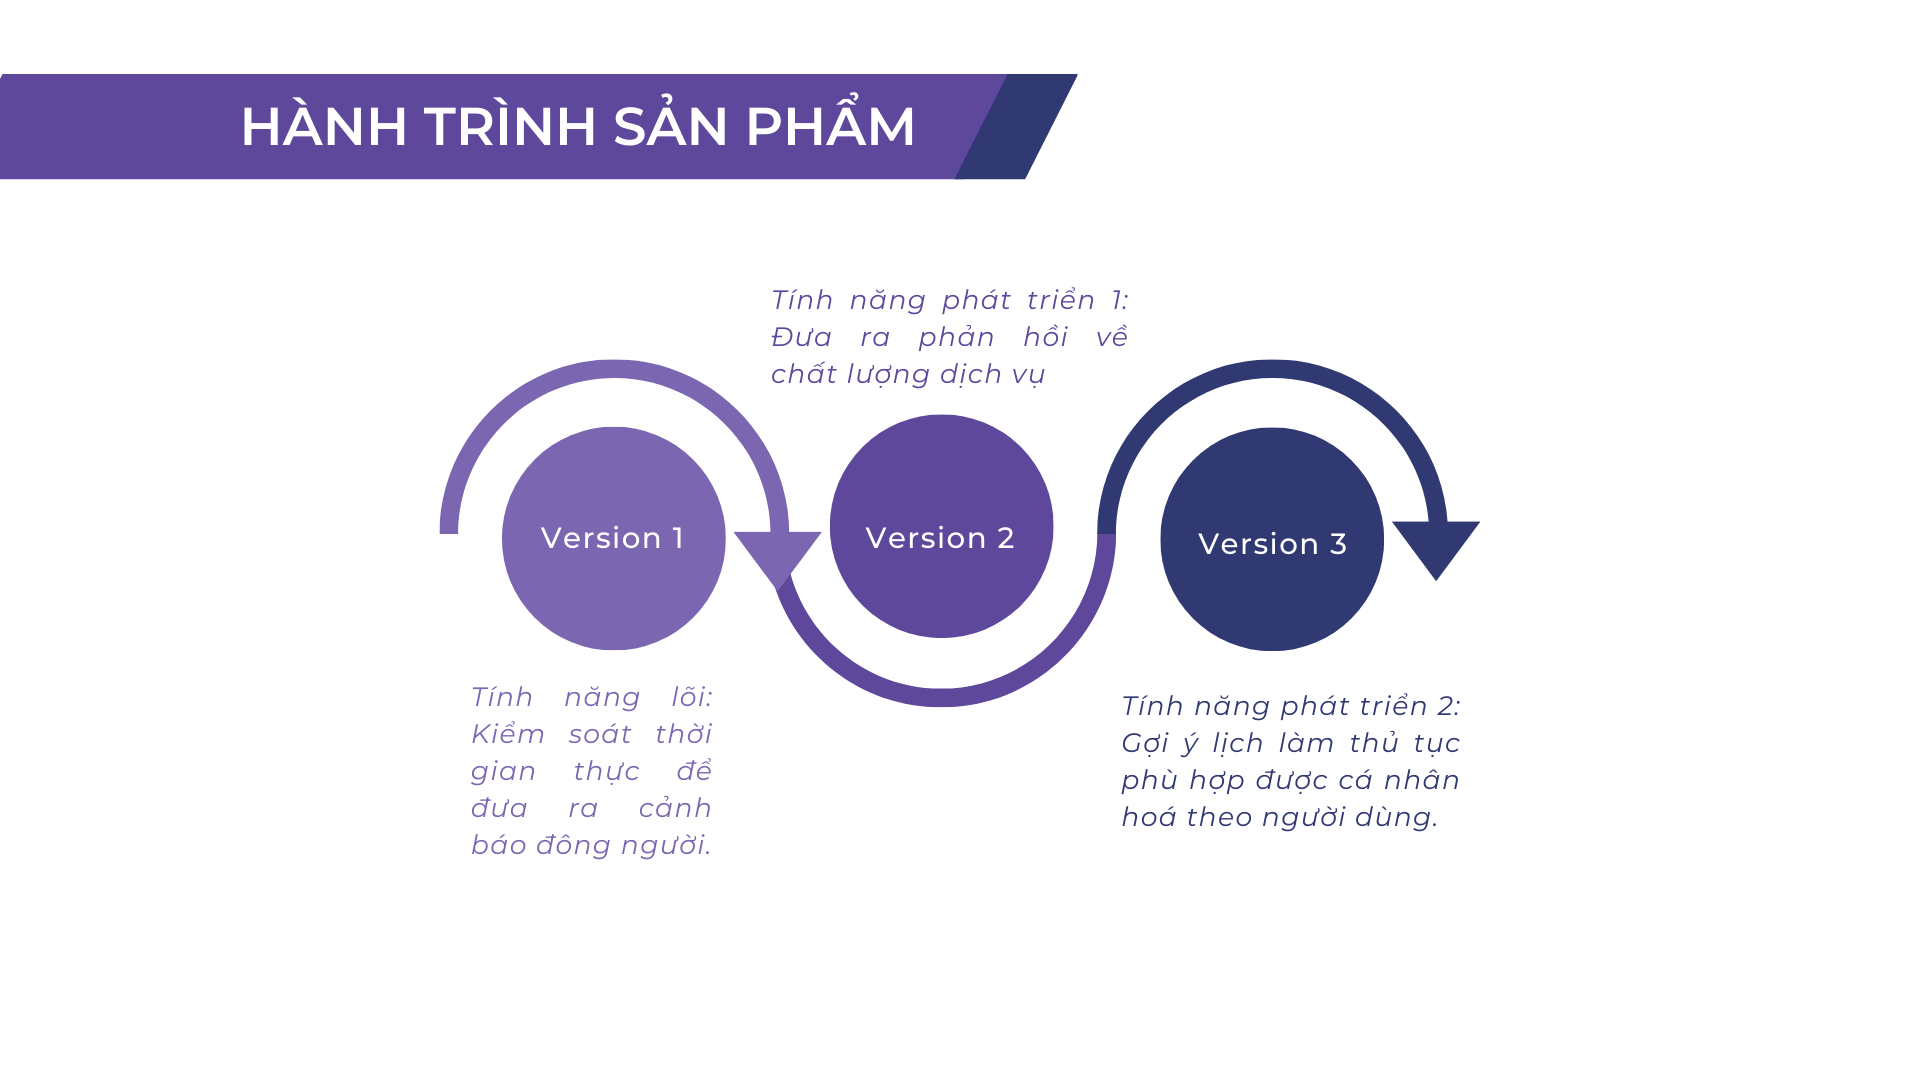 HÀNH TRÌNH SẢN PHẨM
Tính năng phát triển 1:
Đưa ra phản hồi về
chất lượng dịch vụ
Version 1
Version 2
Version 3
Tính năng lõi:
Kiểm soát thời
gian thực để
đưa ra cảnh
báo đông người.
Tính năng phát triển 2:
Gợi ý lịch làm thủ tục
phù hợp được cá nhân
hoá theo người dùng.